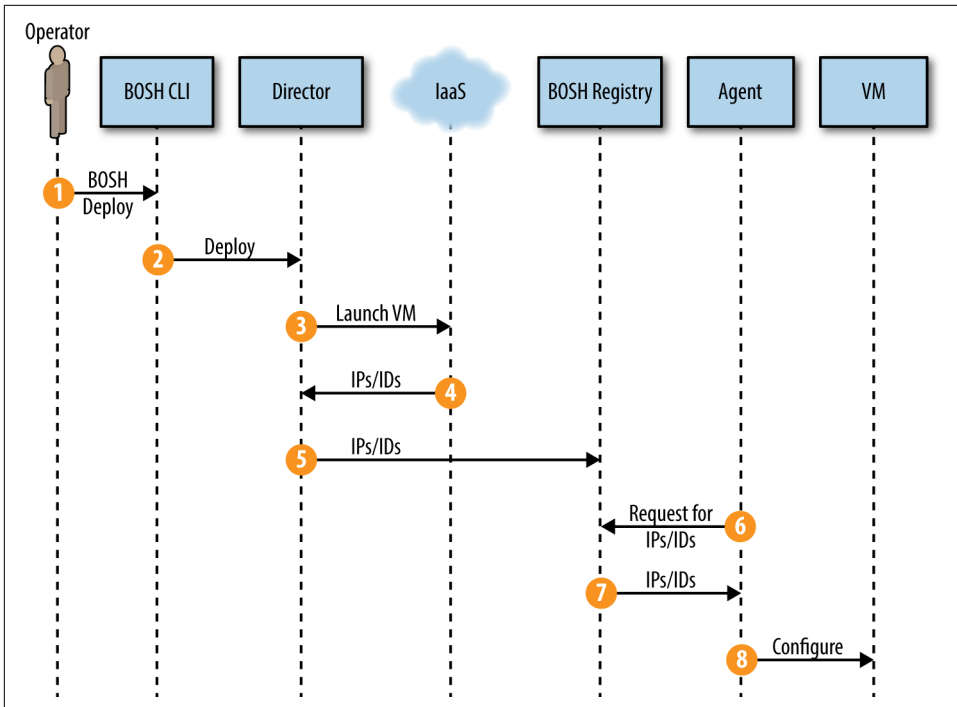 Operator
BOSH CLI
Director
IaaS
BOSH Registry
Agent
VM
1
BOSH
Deploy
2
Deploy
3
Launch VM
IPs/IDs
4
5
IPs/IDs
Request for
IPs/IDs
6
7
IPs/IDs
8
Configure